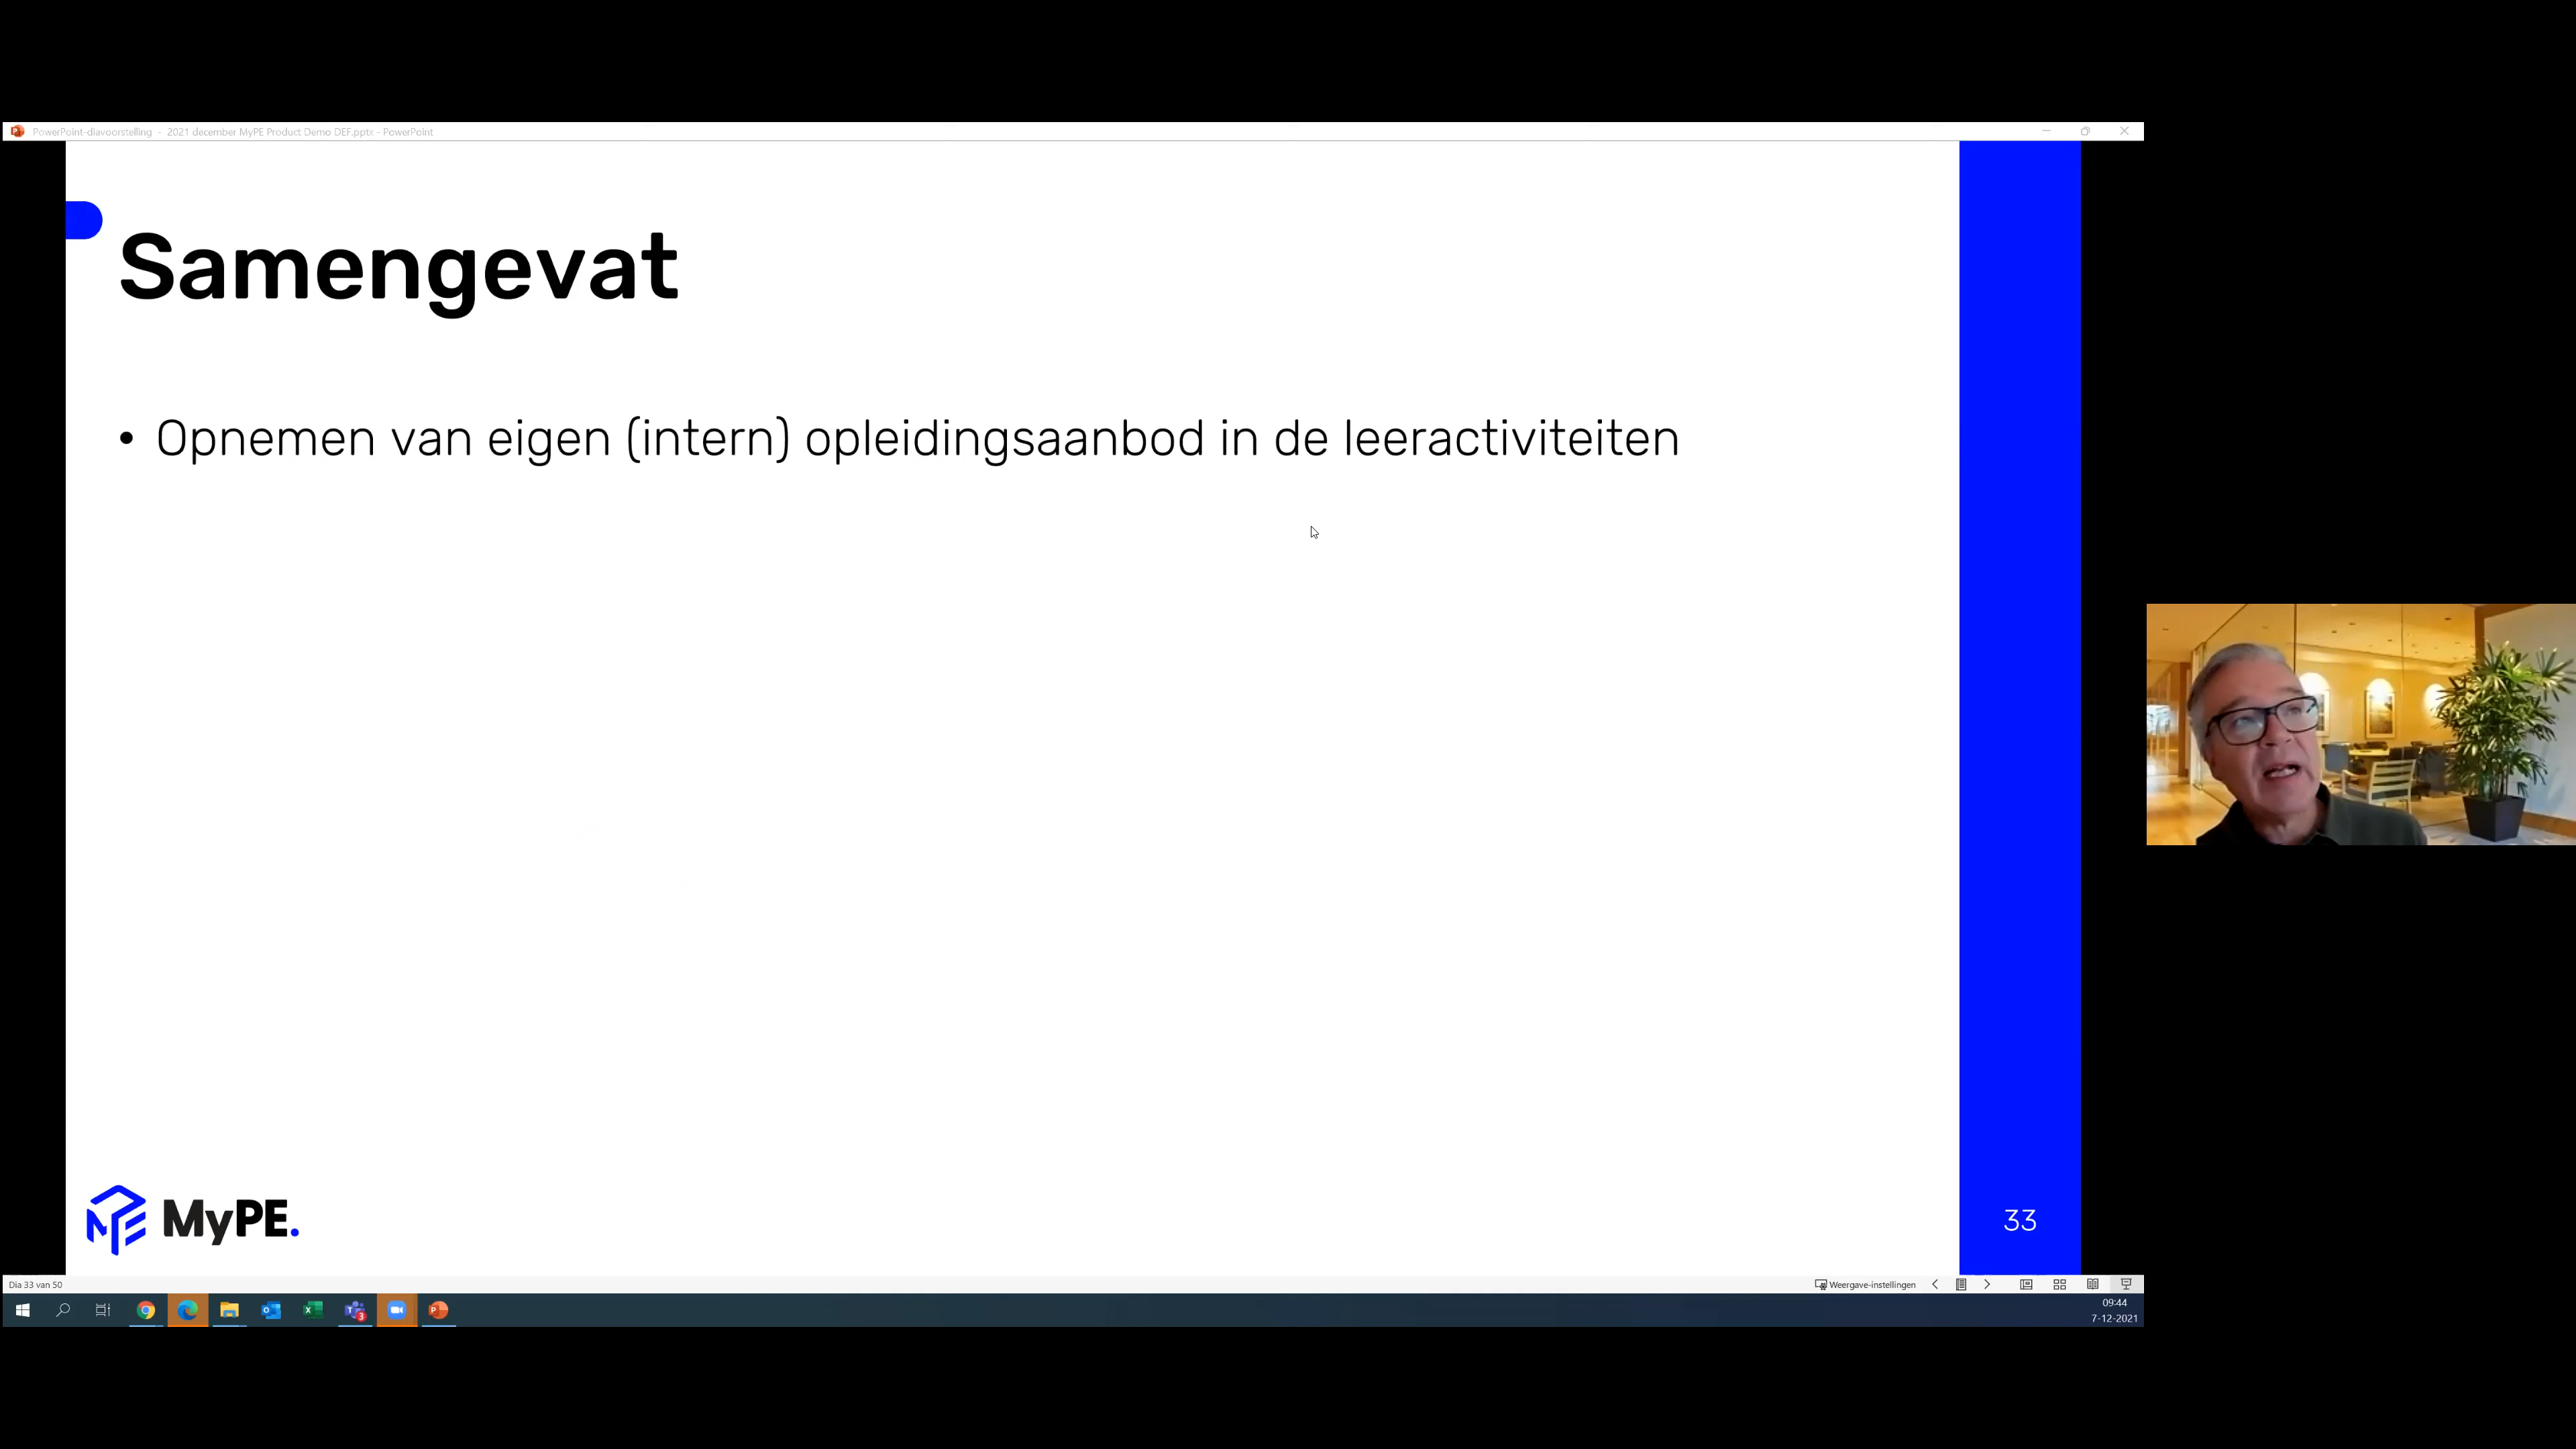 PowerPoint-diavoorstelling - 2021 december MyPE Product Demo DEF.pptx - PowerPoint
Samengevat
• Opnemen van eigen (intern) opleidingsaanbod in de leeractiviteiten
MyPE.
33
Dia 33 van 50
Weergave-instellingen
3
09:44
7-12-2021